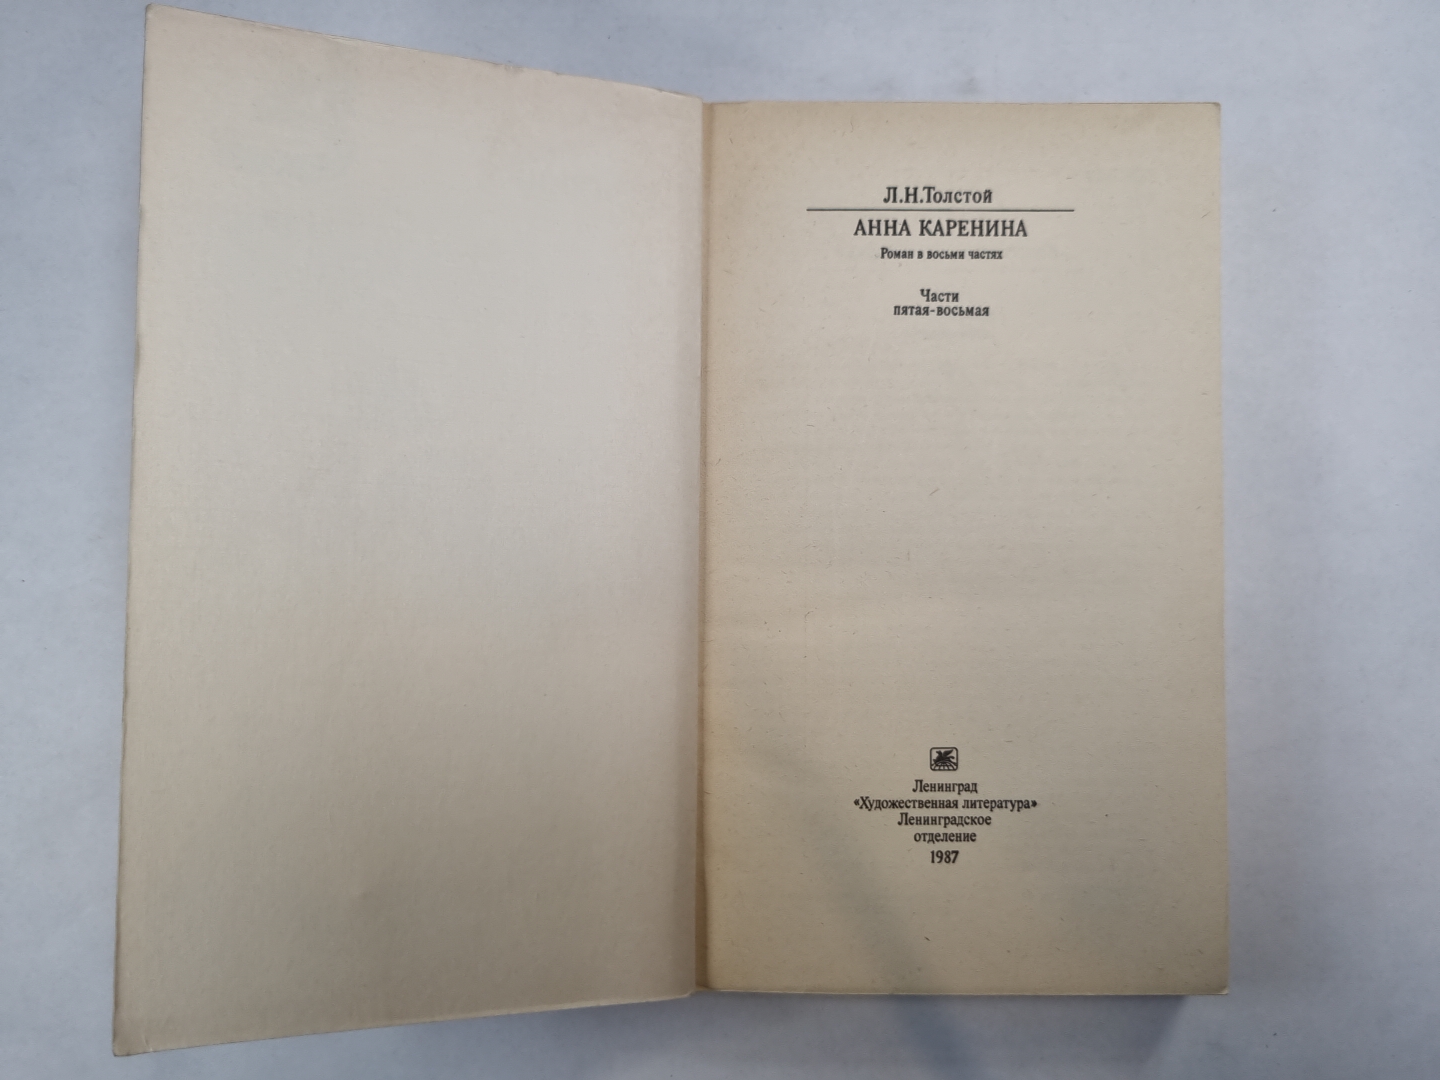 Л.Н.Толстой
АННА КАРЕНИНА
Роман в восьми частях
Части
пятая-восьмая
Ленинград
«Художественная литература»
Ленинградское
отделение
1987